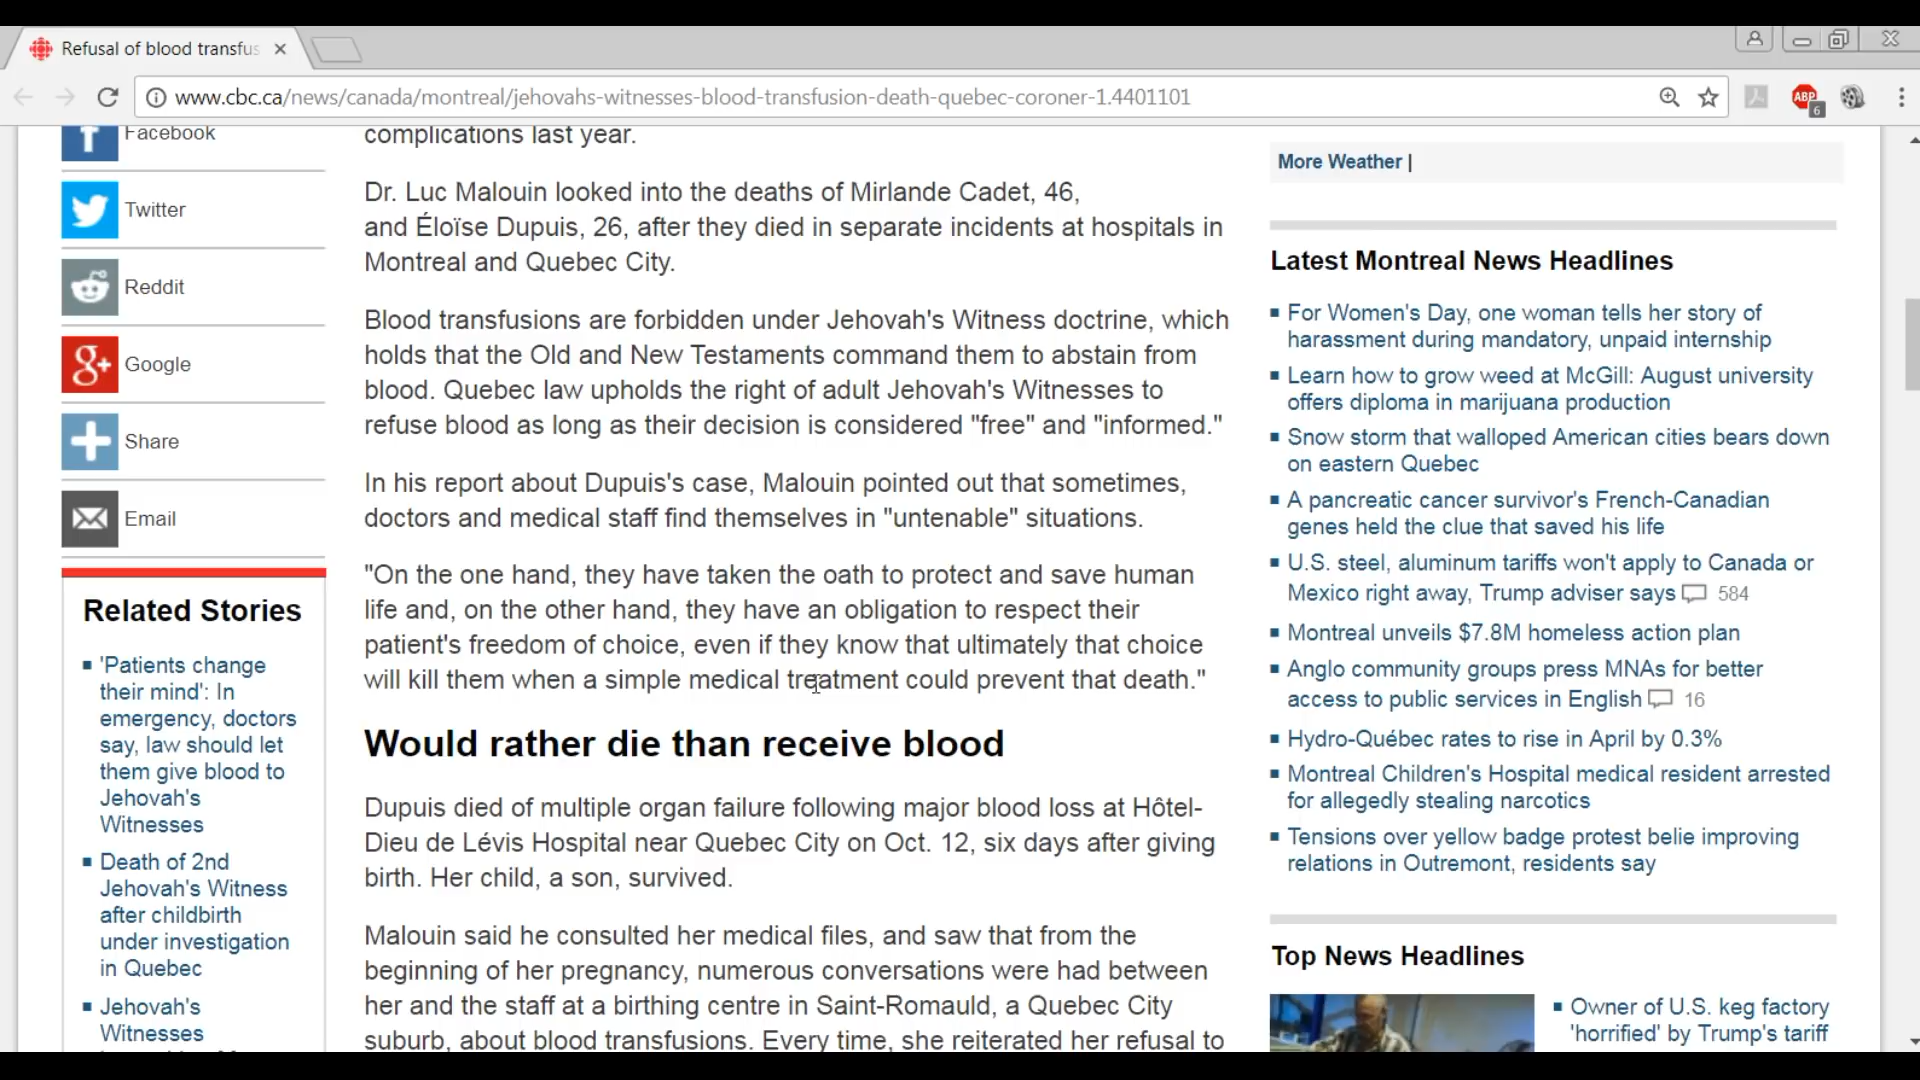 Refusal of blood transfus
www.cbc.ca/news/canada/montreal/jehovahs-witnesses-blood-transfusion-death-quebec-coroner-1.4401101
ABP
6
Facebook
Twitter
Reddit
Google
Share
Email
Related Stories
'Patients change
their mind': In
emergency, doctors
say, law should let
them give blood to
Jehovah's
Witnesses
Death of 2nd
Jehovah's Witness
after childbirth
under investigation
in Quebec
Jehovah's
Witnesses
complications last year.
Dr. Luc Malouin looked into the deaths of Mirlande Cadet, 46,
and Éloïse Dupuis, 26, after they died in separate incidents at hospitals in
Montreal and Quebec City.
Blood transfusions are forbidden under Jehovah's Witness doctrine, which
holds that the Old and New Testaments command them to abstain from
blood. Quebec law upholds the right of adult Jehovah's Witnesses to
refuse blood as long as their decision is considered "free" and "informed."
In his report about Dupuis's case, Malouin pointed out that sometimes,
doctors and medical staff find themselves in "untenable" situations.
"On the one hand, they have taken the oath to protect and save human
life and, on the other hand, they have an obligation to respect their
patient's freedom of choice, even if they know that ultimately that choice
will kill them when a simple medical treatment could prevent that death."
Would rather die than receive blood
Dupuis died of multiple organ failure following major blood loss at Hôtel-
Dieu de Lévis Hospital near Quebec City on Oct. 12, six days after giving
birth. Her child, a son, survived.
Malouin said he consulted her medical files, and saw that from the
beginning of her pregnancy, numerous conversations were had between
her and the staff at a birthing centre in Saint-Romauld, a Quebec City
suburb, about blood transfusions. Every time, she reiterated her refusal to
More Weather |
Latest Montreal News Headlines
For Women's Day, one woman tells her story of
harassment during mandatory, unpaid internship
Learn how to grow weed at McGill: August university
offers diploma in marijuana production
Snow storm that walloped American cities bears down
on eastern Quebec
A pancreatic cancer survivor's French-Canadian
genes held the clue that saved his life
U.S. steel, aluminum tariffs won't apply to Canada or
Mexico right away, Trump adviser says 584
Montreal unveils $7.8M homeless action plan
Anglo community groups press MNAs for better
access to public services in English 16
Hydro-Québec rates to rise in April by 0.3%
Montreal Children's Hospital medical resident arrested
for allegedly stealing narcotics
Tensions over yellow badge protest belie improving
relations in Outremont, residents say
Top News Headlines
Owner of U.S. keg factory
'horrified' by Trump's tariff